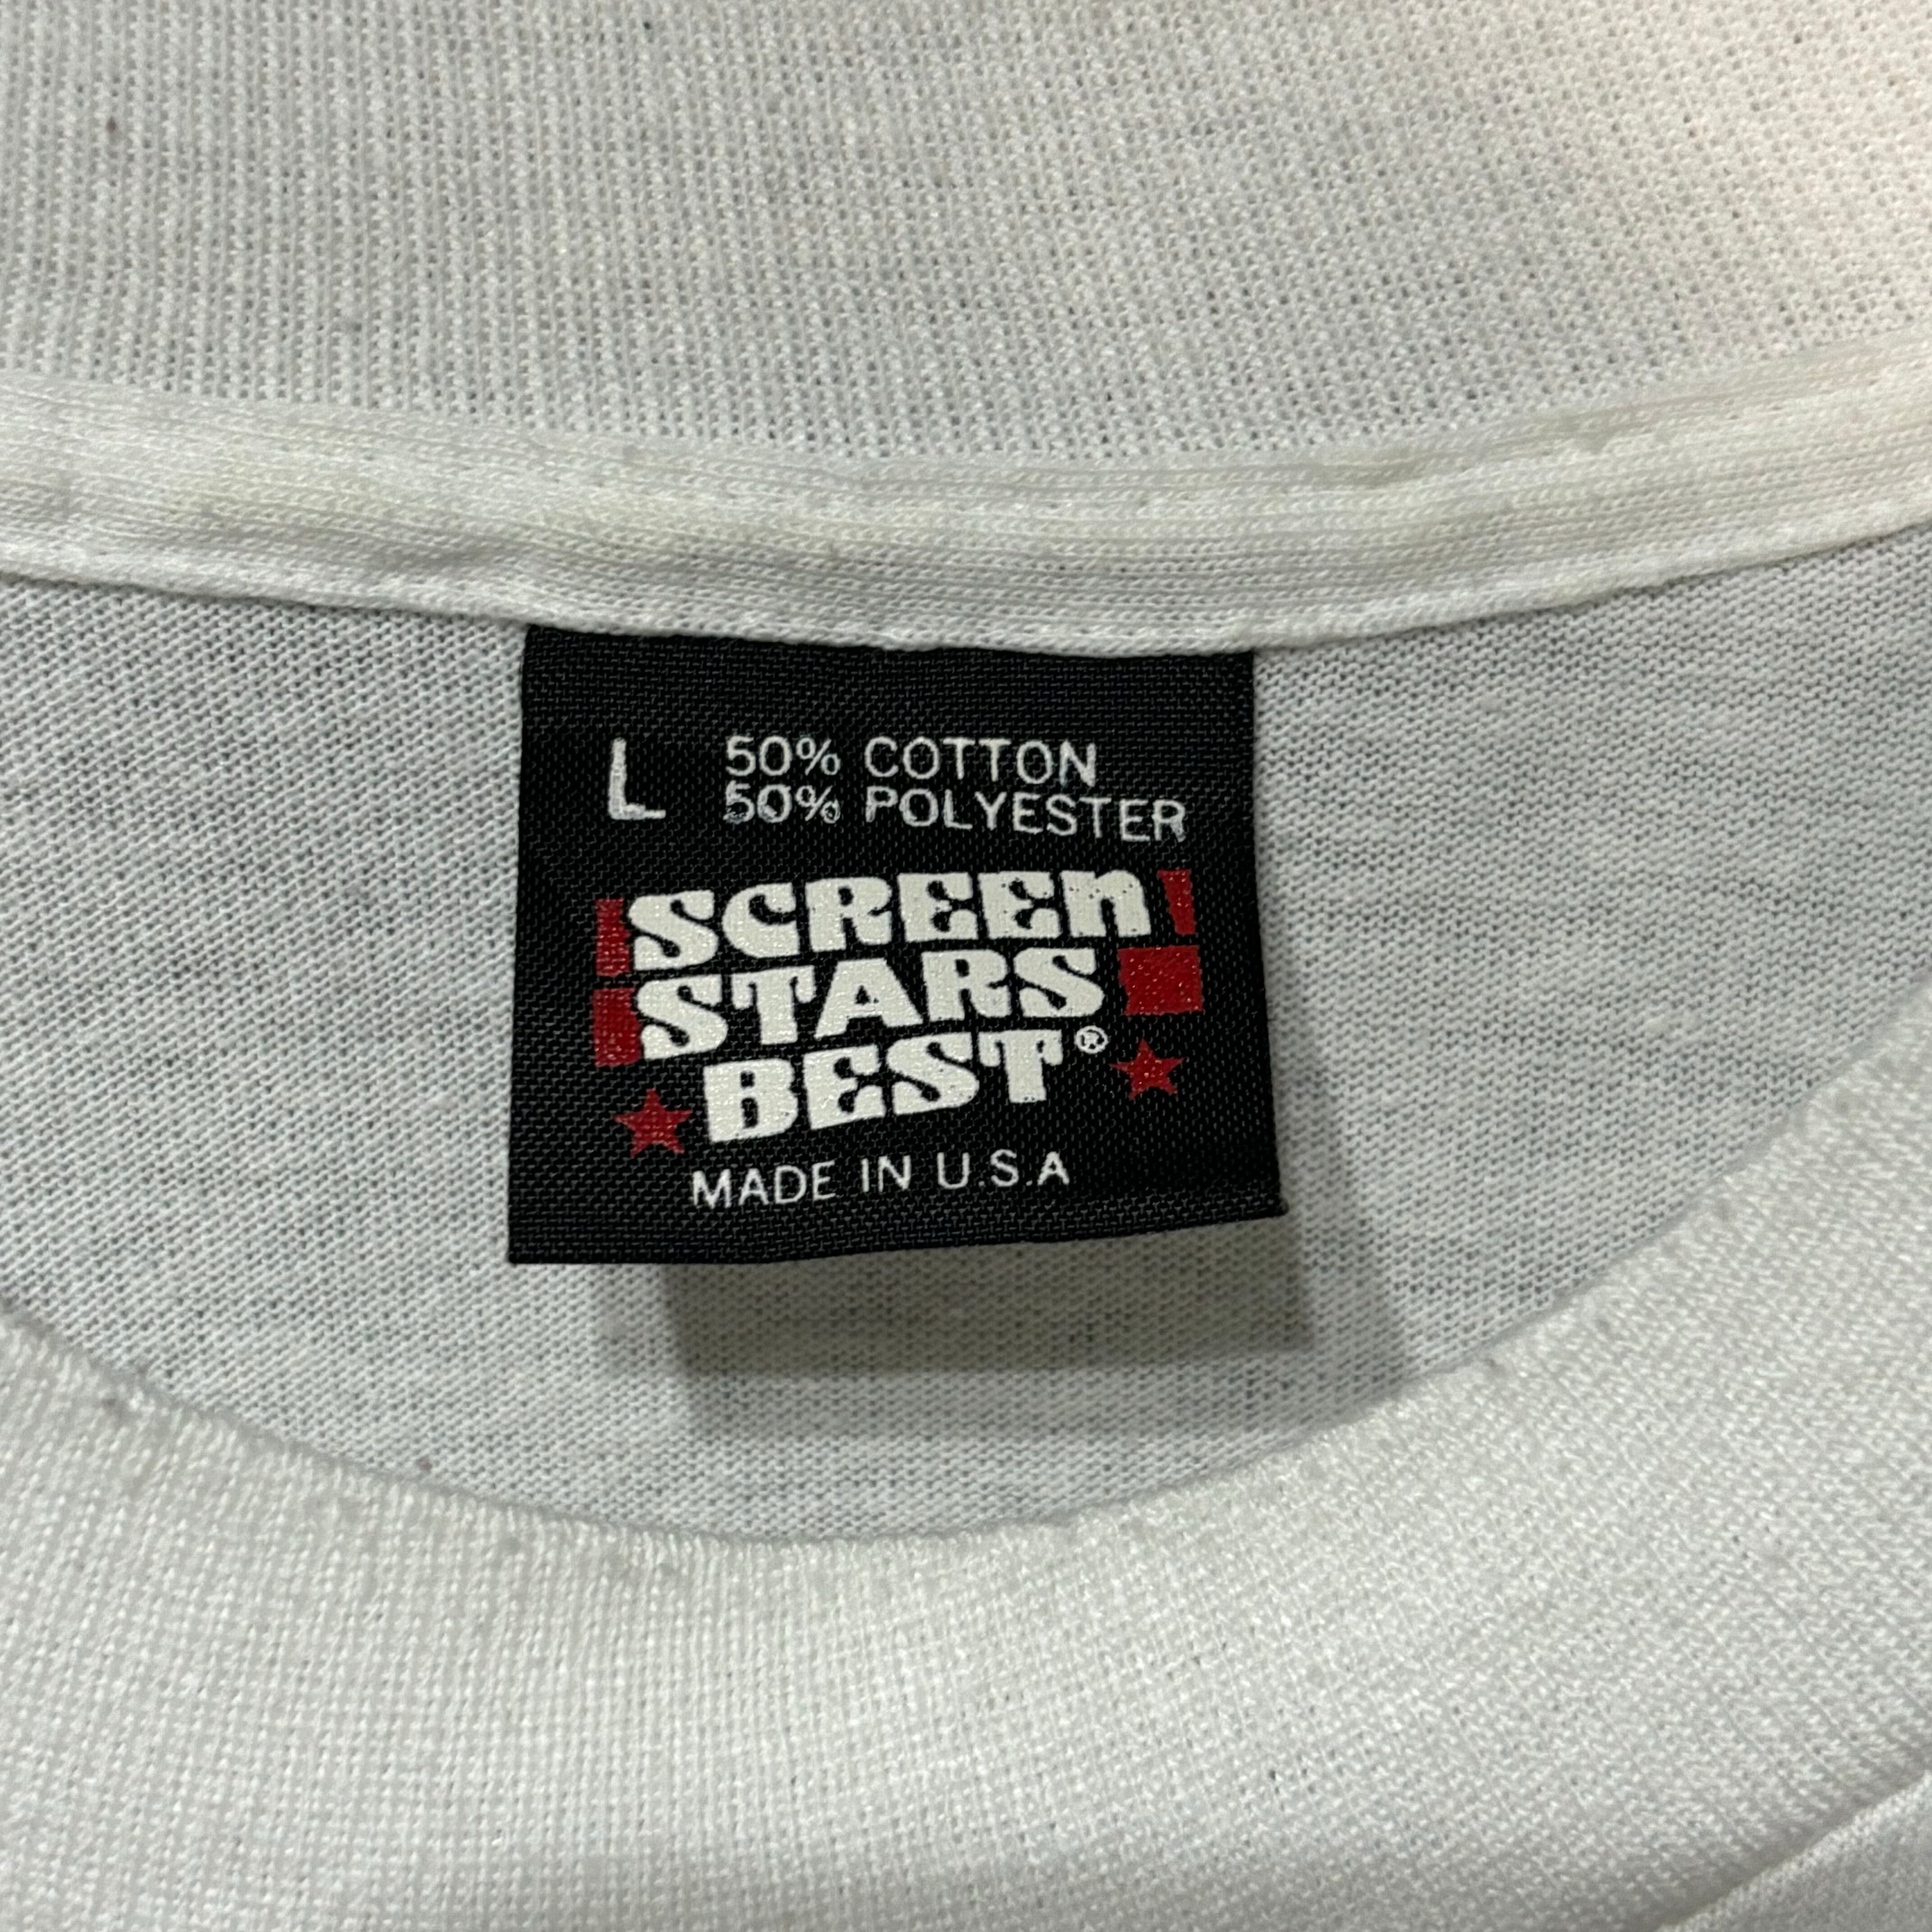 L 50% COTTON
50% POLYESTER
SCREEN
STARS
BEST®
MADE IN U.S.A